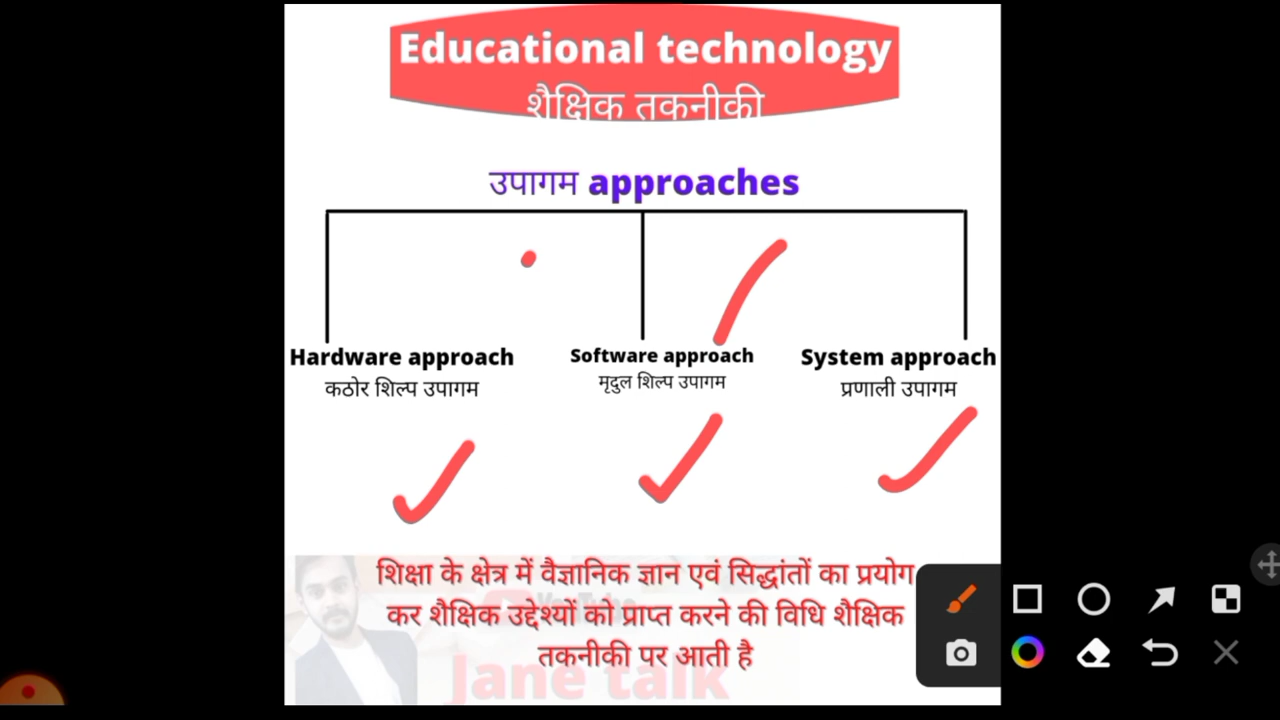 Educational technology
शैक्षिक तकनीकी
उपागम approaches
Hardware approach
कठोर शिल्प उपागम
Software approach
मृदुल शिल्प उपागम
System approach
प्रणाली उपागम
शिक्षा के क्षेत्र में वैज्ञानिक ज्ञान एवं सिद्धांतों का प्रयोग
कर शैक्षिक उद्देश्यों को प्राप्त करने की विधि शैक्षिक
तकनीकी पर आती है
YouTube
Jane talk